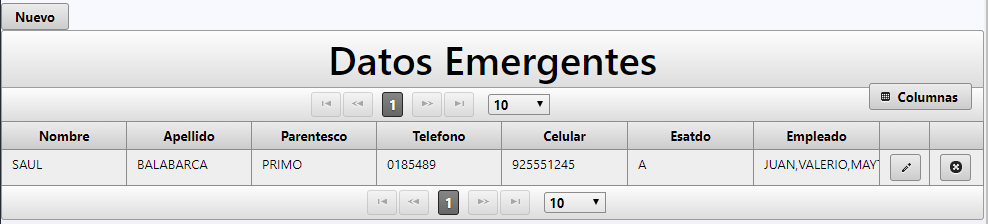 Nuevo
Datos Emergentes
1 10 Columnas
Nombre Apellido Parentesco Telefono Celular Esatdo Empleado
SAUL BALABARCA PRIMO 0185489 925551245 A JUAN,VALERIO,MAY
1 10